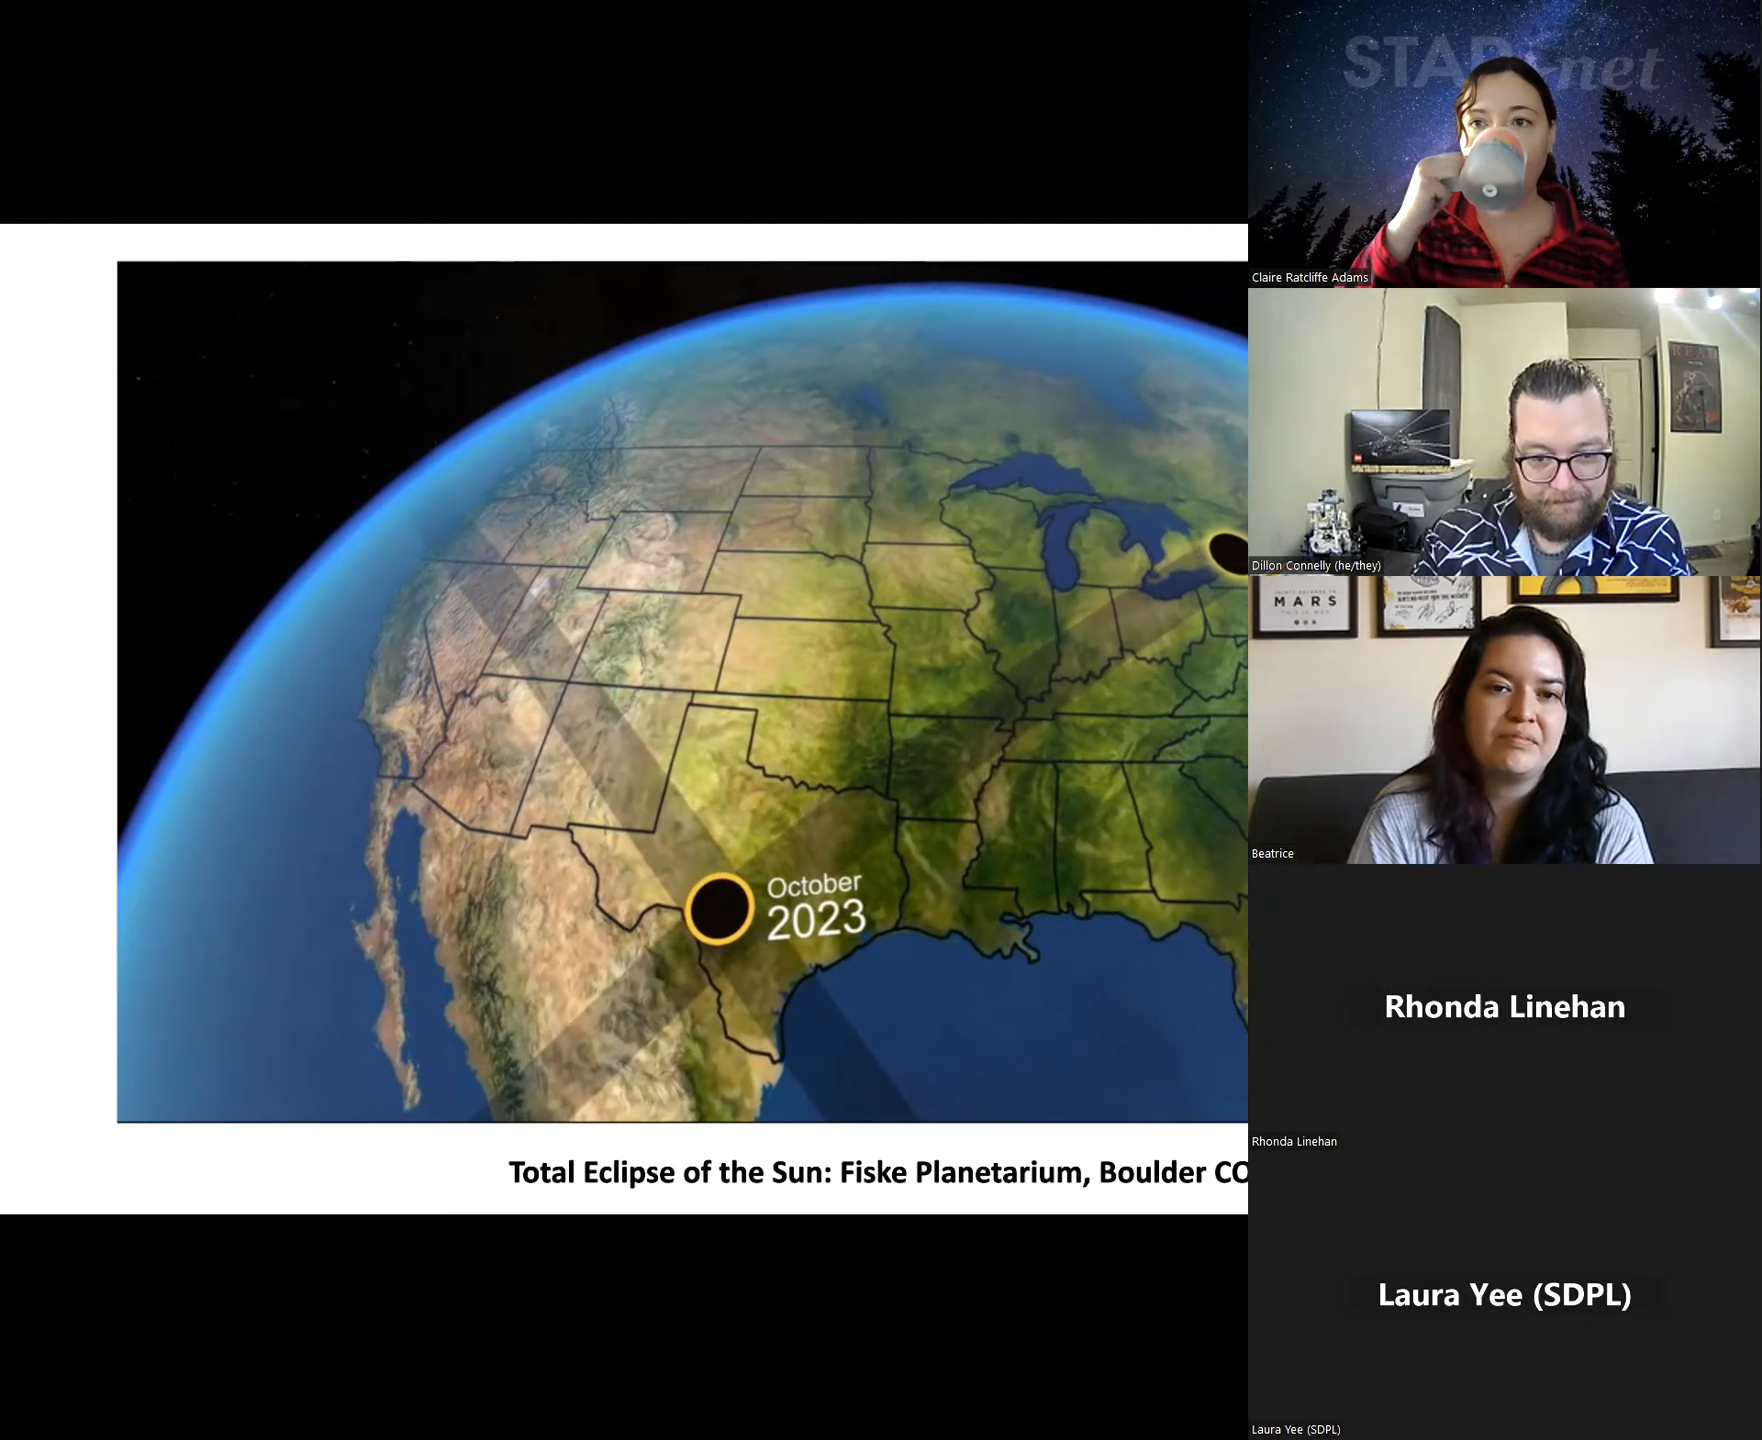 October
2023
Total Eclipse of the Sun: Fiske Planetarium, Boulder CO
STAR net
Claire Ratcliffe Adams
READ
Dillon Connelly (he/they)
MARS
Beatrice
Rhonda Linehan
Rhonda Linehan
Laura Yee (SDPL)
Laura Yee (SDPL)